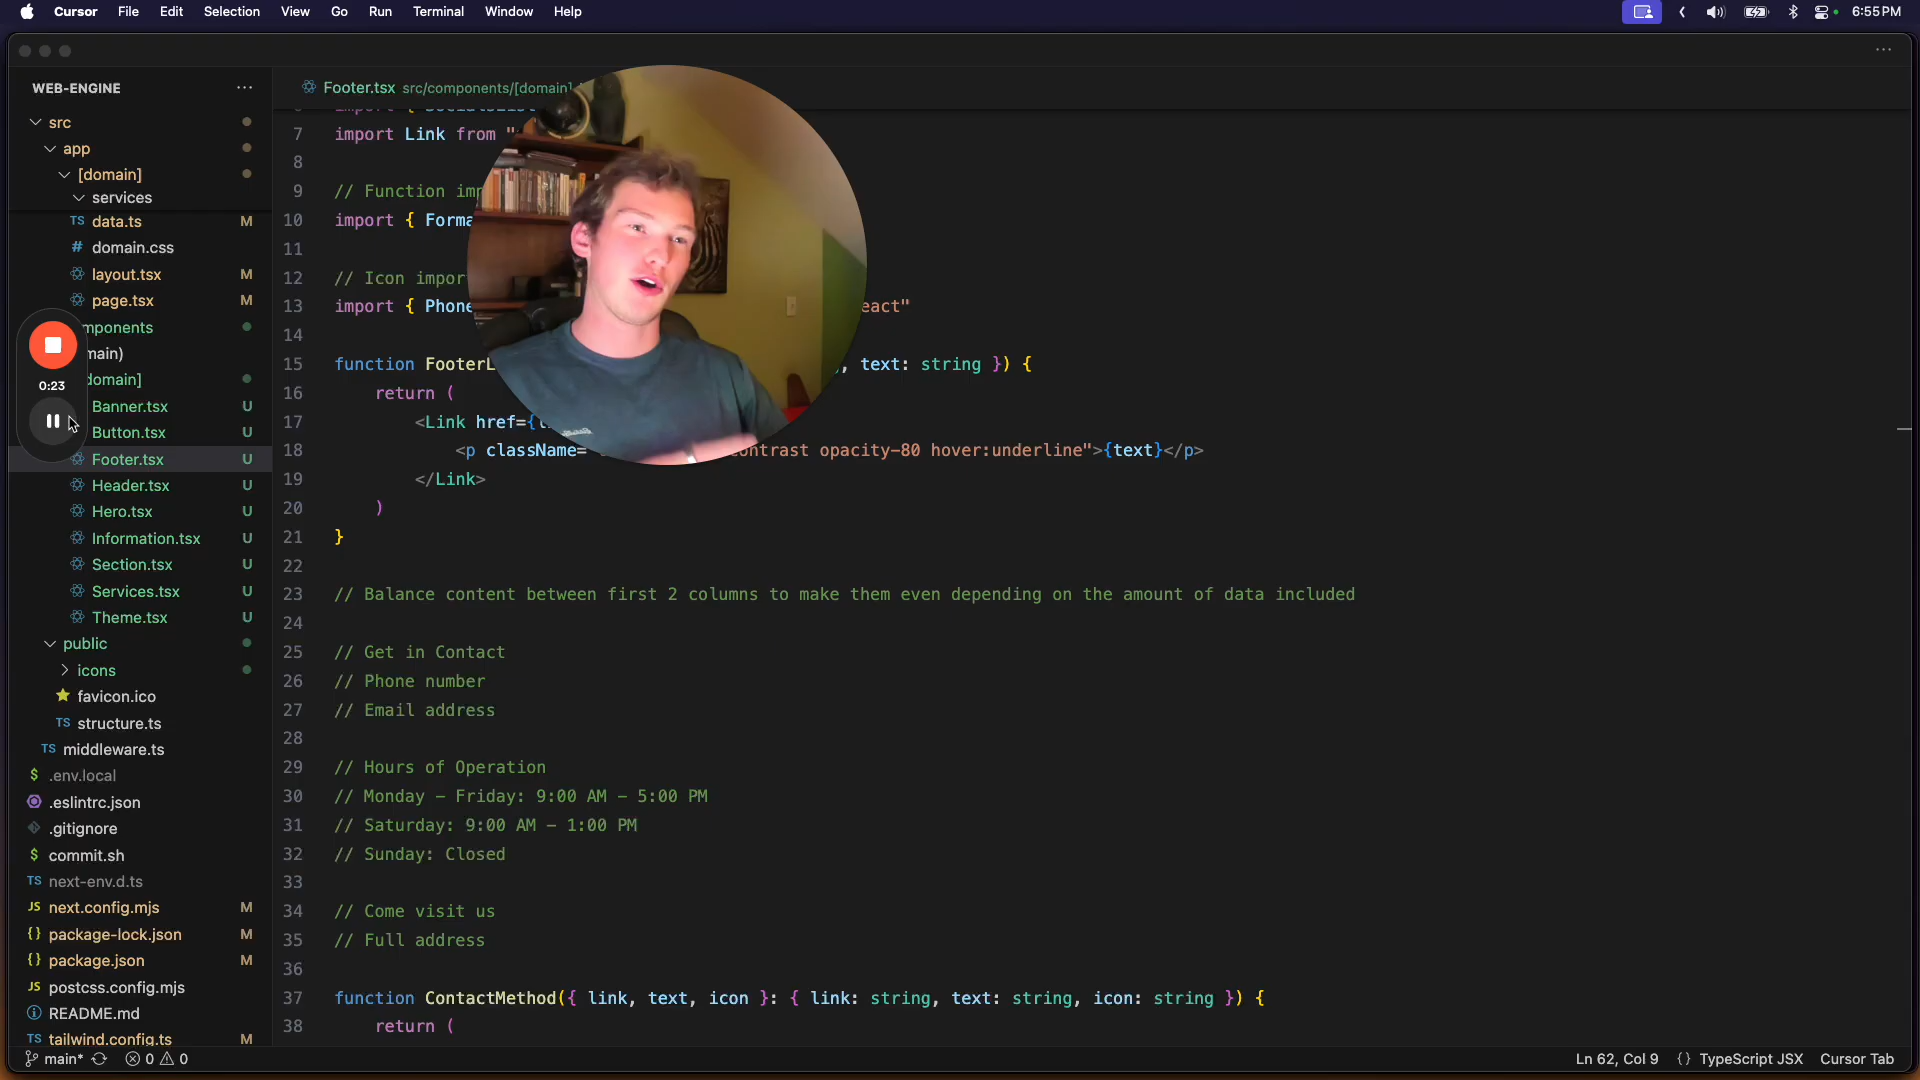 Cursor File Edit Selection View Go Run Terminal Window Help 6:55 PM
WEB-ENGINE
src
app
[domain]
services
TS data.ts M
# domain.css
layout.tsx M
page.tsx M
mponents
main)
0:23
domain]
Banner.tsx U
Button.tsx U
Footer.tsx U
Header.tsx U
Hero.tsx U
Information.tsx U
Section.tsx U
Services.tsx U
Theme.tsx U
public
icons
favicon.ico
TS structure.ts
TS middleware.ts
$ .env.local
.eslintrc.json
.gitignore
$ commit.sh
TS next-env.d.ts
JS next.config.mjs M
{} package-lock.json M
{} package.json M
JS postcss.config.mjs
README.md
TS tailwind.config.ts M
Footer.tsx src/components/[domain]
7 import Link from "
8
9 // Function im
10 import { Forma
11
12 // Icon impor
13 import { Phone eact"
14
15 function Footer , text: string }) {
16 return (
17 <Link href={
18 <p className= ontrast opacity-80 hover:underline">{text}</p>
19 </Link>
20 )
21 }
22
23 // Balance content between first 2 columns to make them even depending on the amount of data included
24
25 // Get in Contact
26 // Phone number
27 // Email address
28
29 // Hours of Operation
30 // Monday – Friday: 9:00 AM – 5:00 PM
31 // Saturday: 9:00 AM – 1:00 PM
32 // Sunday: Closed
33
34 // Come visit us
35 // Full address
36
37 function ContactMethod({ link, text, icon }: { link: string, text: string, icon: string }) {
38 return (
main* 0 0 Ln 62, Col 9 {} TypeScript JSX Cursor Tab